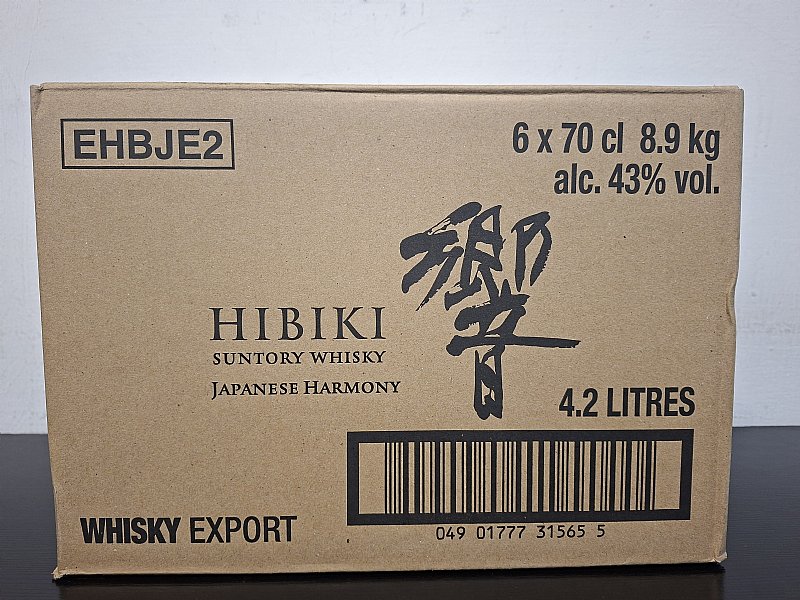 EHBJE2
6 x 70 cl 8.9 kg
alc. 43% vol.
響
HIBIKI
SUNTORY WHISKY
JAPANESE HARMONY
4.2 LITRES
WHISKY EXPORT
049 01777 31565 5